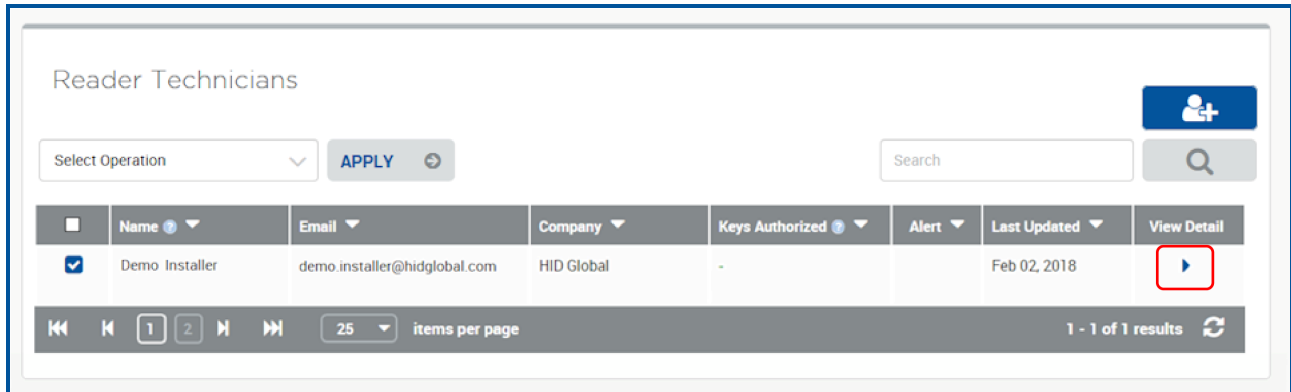 Reader Technicians
Select Operation APPLY Search
Name ? Email Company Keys Authorized ? Alert Last Updated View Detail
Demo Installer demo.installer@hidglobal.com HID Global - Feb 02, 2018
1 2 25 items per page 1 - 1 of 1 results